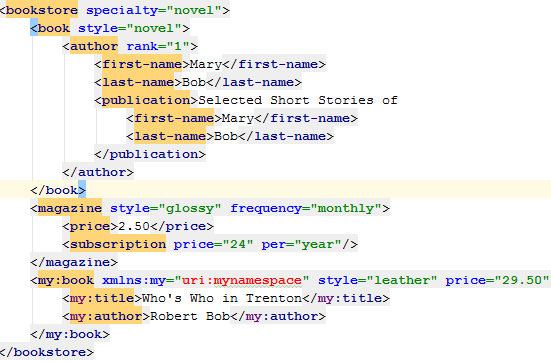 <bookstore specialty="novel">
<book style="novel">
<author rank="1">
<first-name>Mary</first-name>
<last-name>Bob</last-name>
<publication>Selected Short Stories of
<first-name>Mary</first-name>
<last-name>Bob</last-name>
</publication>
</author>
</book>
<magazine style="glossy" frequency="monthly">
<price>2.50</price>
<subscription price="24" per="year"/>
</magazine>
<my:book xmlns:my="uri:mynamespace" style="leather" price="29.50"
<my:title>Who's Who in Trenton</my:title>
<my:author>Robert Bob</my:author>
</my:book>
</bookstore>